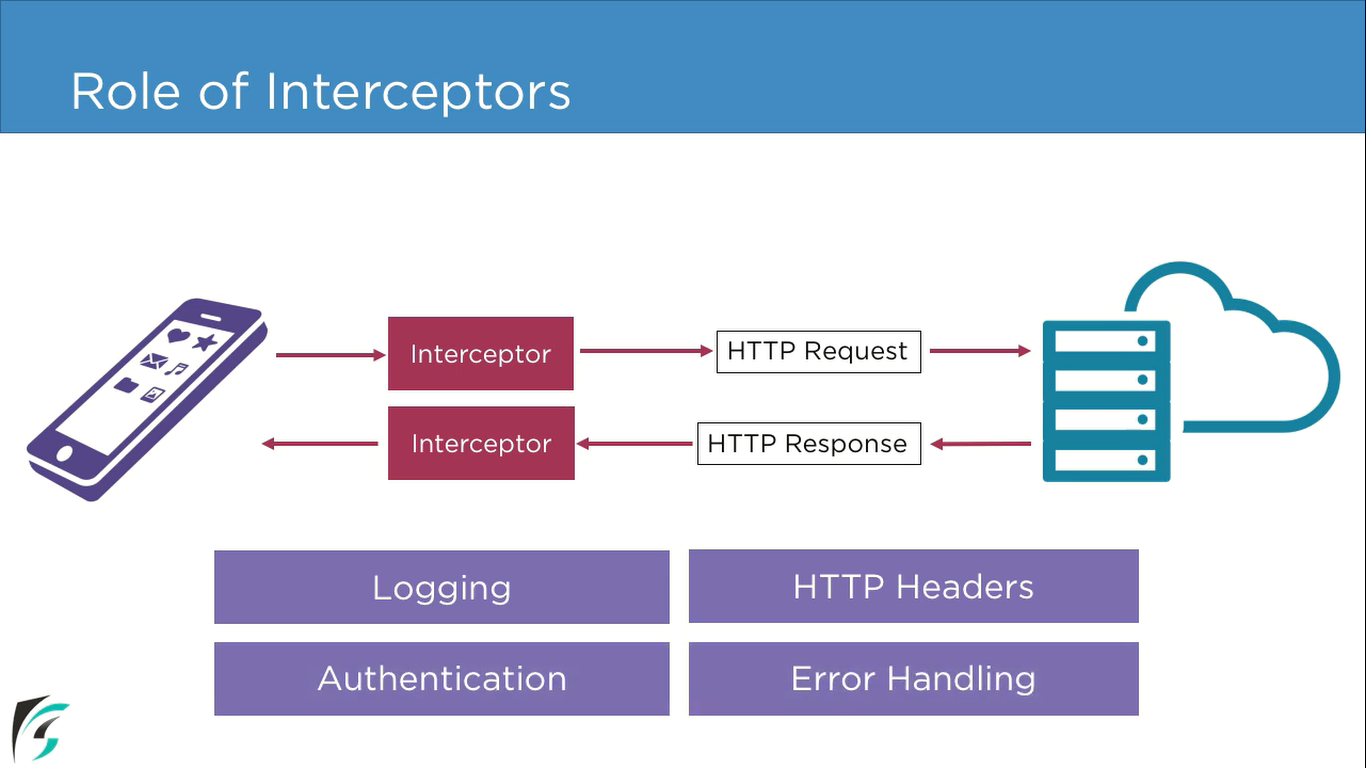 Role of Interceptors
Interceptor
HTTP Request
Interceptor
HTTP Response
Logging
HTTP Headers
Authentication
Error Handling